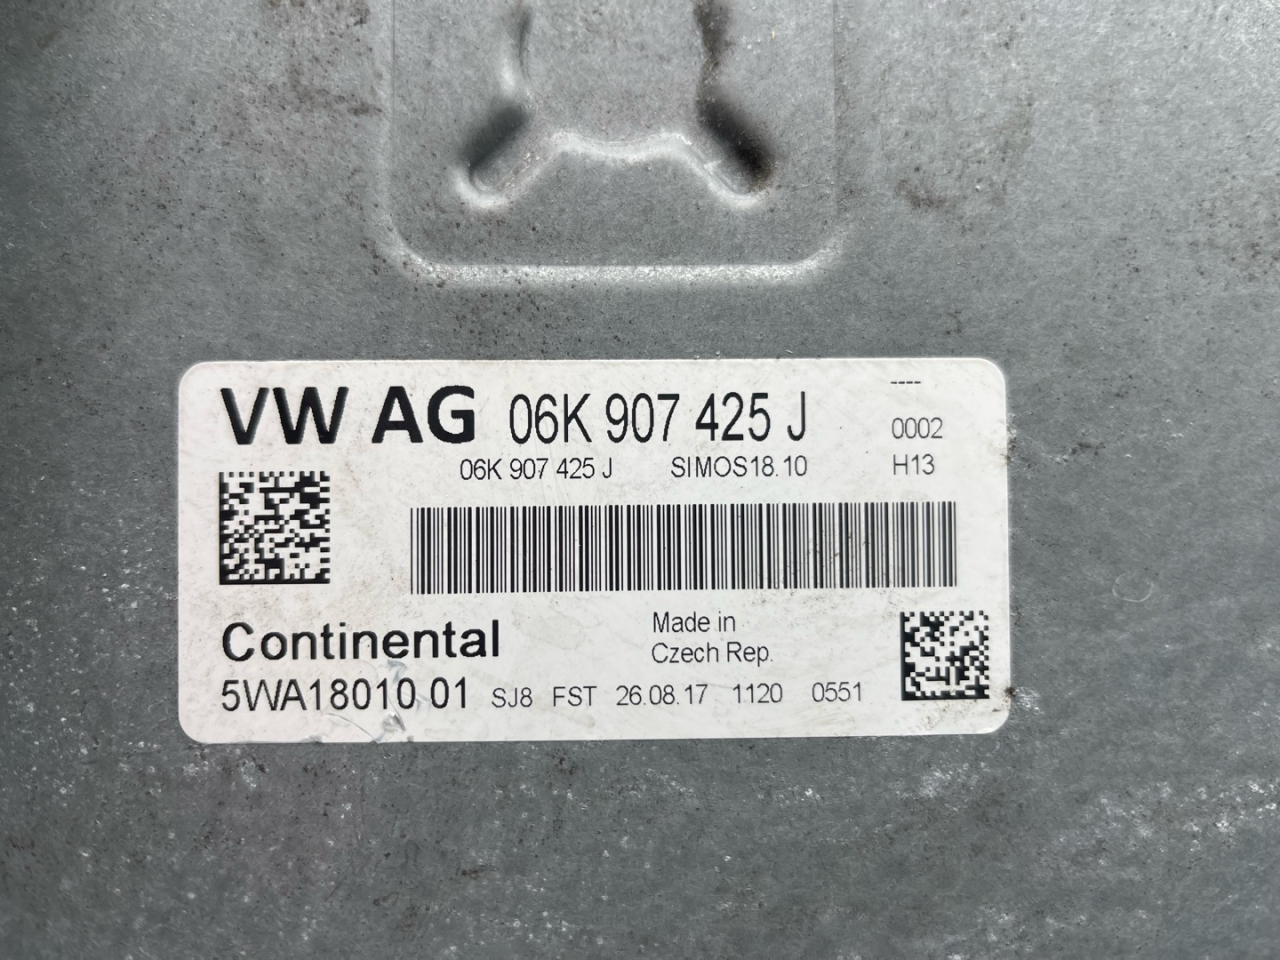 VW AG 06K 907 425 J ----
0002
06K 907 425 J SIMOS18.10 H13
Continental
Made in
Czech Rep.
5WA18010 01 SJ8 FST 26.08.17 1120 0551